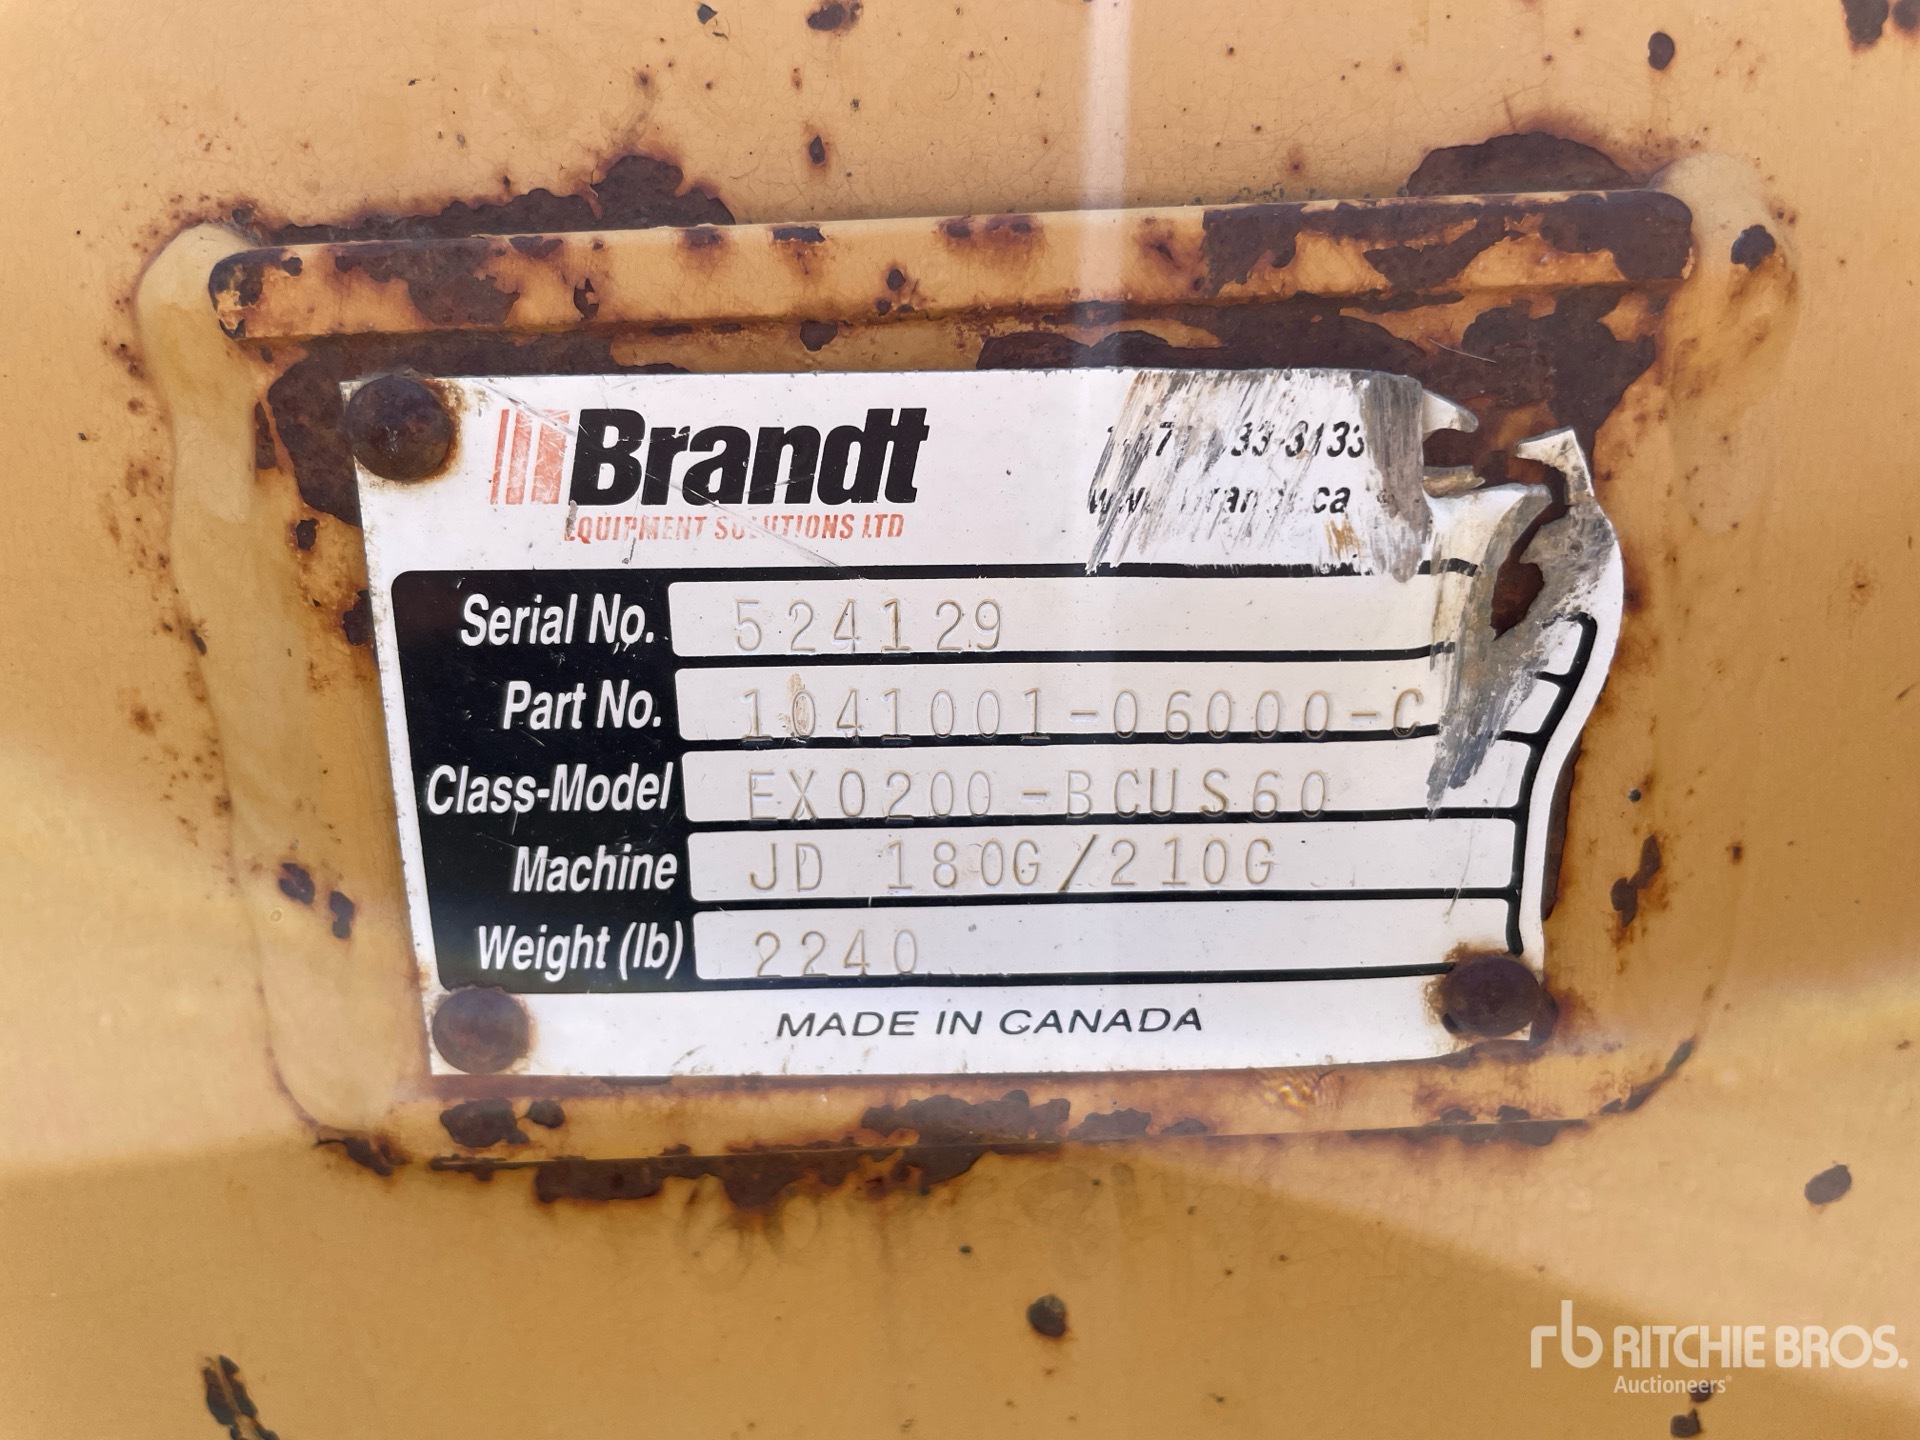 Brandt
EQUIPMENT SOLUTIONS LTD
Serial No. 524129
Part No. 1041001-06000-C
Class-Model EX0200-BCUS60
Machine JD 180G/210G
Weight (lb) 2240
MADE IN CANADA
rb RITCHIE BROS.
Auctioneers